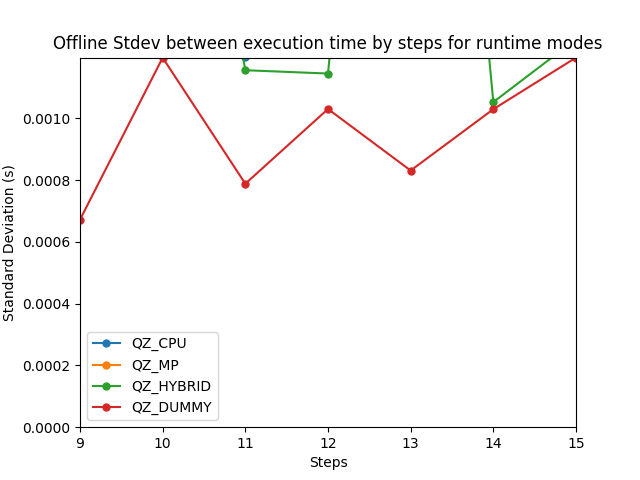 Offline Stdev between execution time by steps for runtime modes
Standard Deviation (s)
0.0010
0.0008
0.0006
0.0004
0.0002
0.0000
QZ_CPU
QZ_MP
QZ_HYBRID
QZ_DUMMY
9 10 11 12 13 14 15
Steps